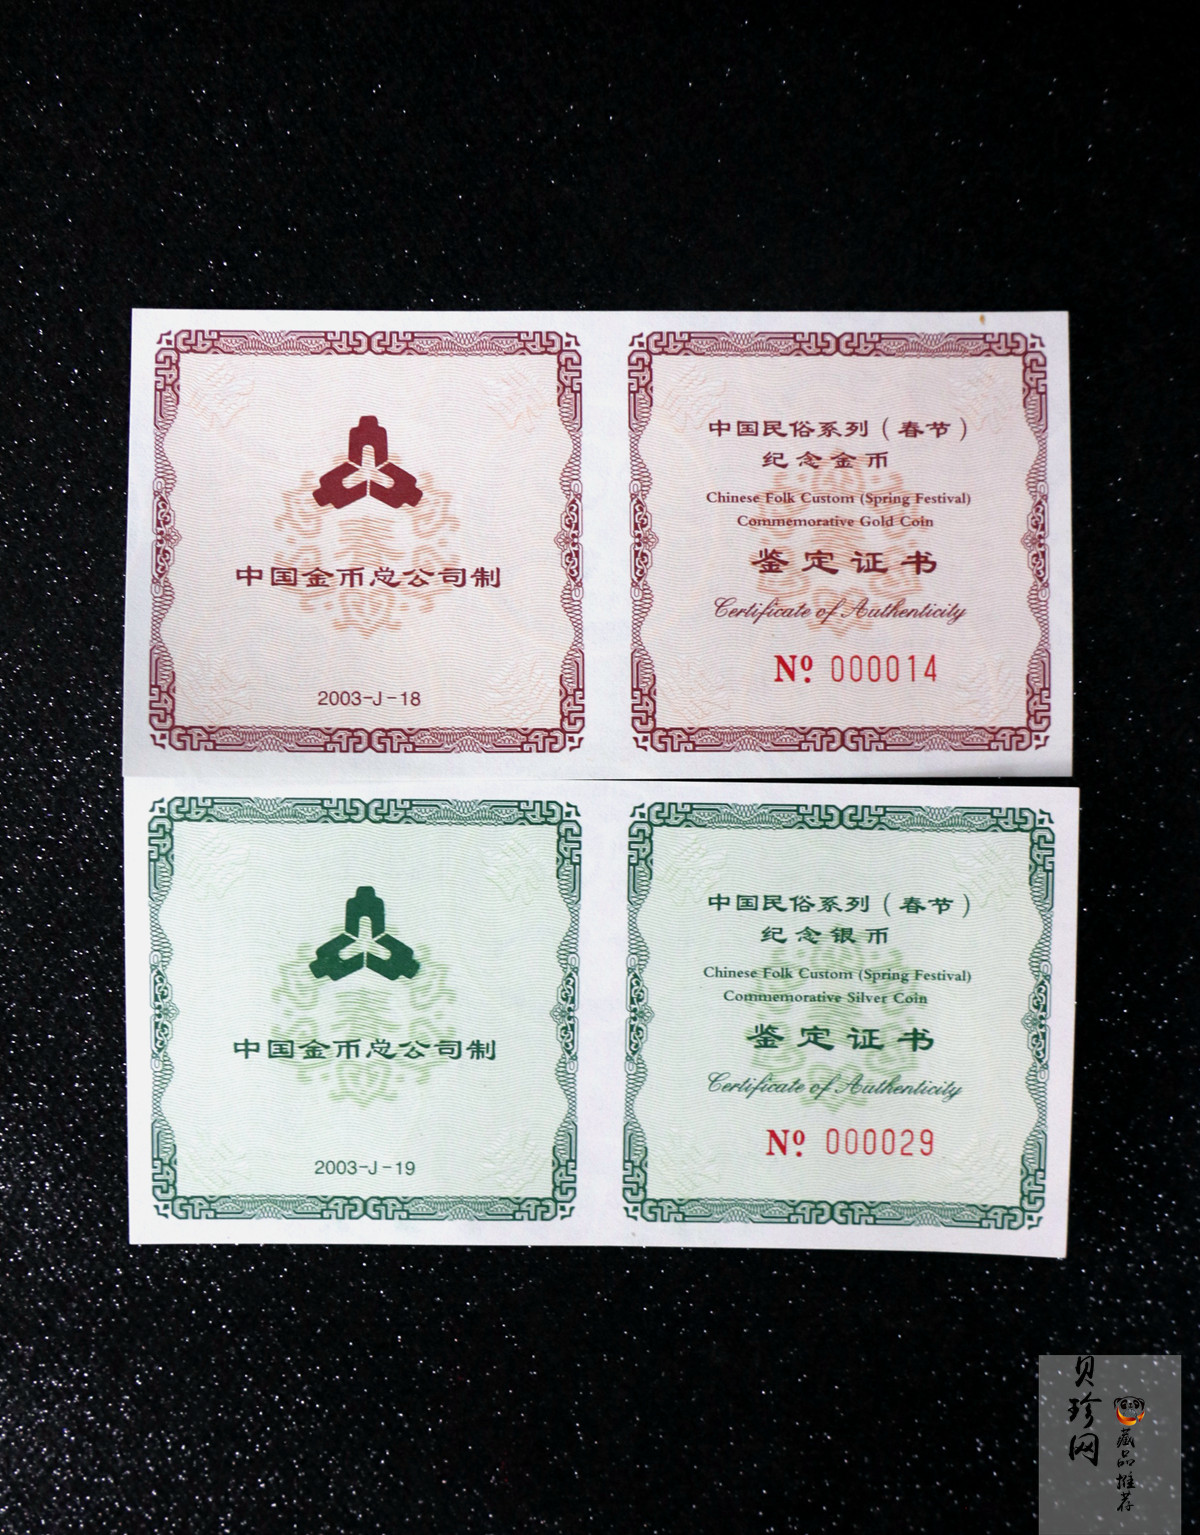 中国金币总公司制
2003-J-18
中国民俗系列（春节）
纪念金币
Chinese Folk Custom (Spring Festival)
Commemorative Gold Coin
鉴定证书
Certificate of Authenticity
Nº 000014
中国金币总公司制
2003-J-19
中国民俗系列（春节）
纪念银币
Chinese Folk Custom (Spring Festival)
Commemorative Silver Coin
鉴定证书
Certificate of Authenticity
Nº 000029
贝珍网
藏品推荐